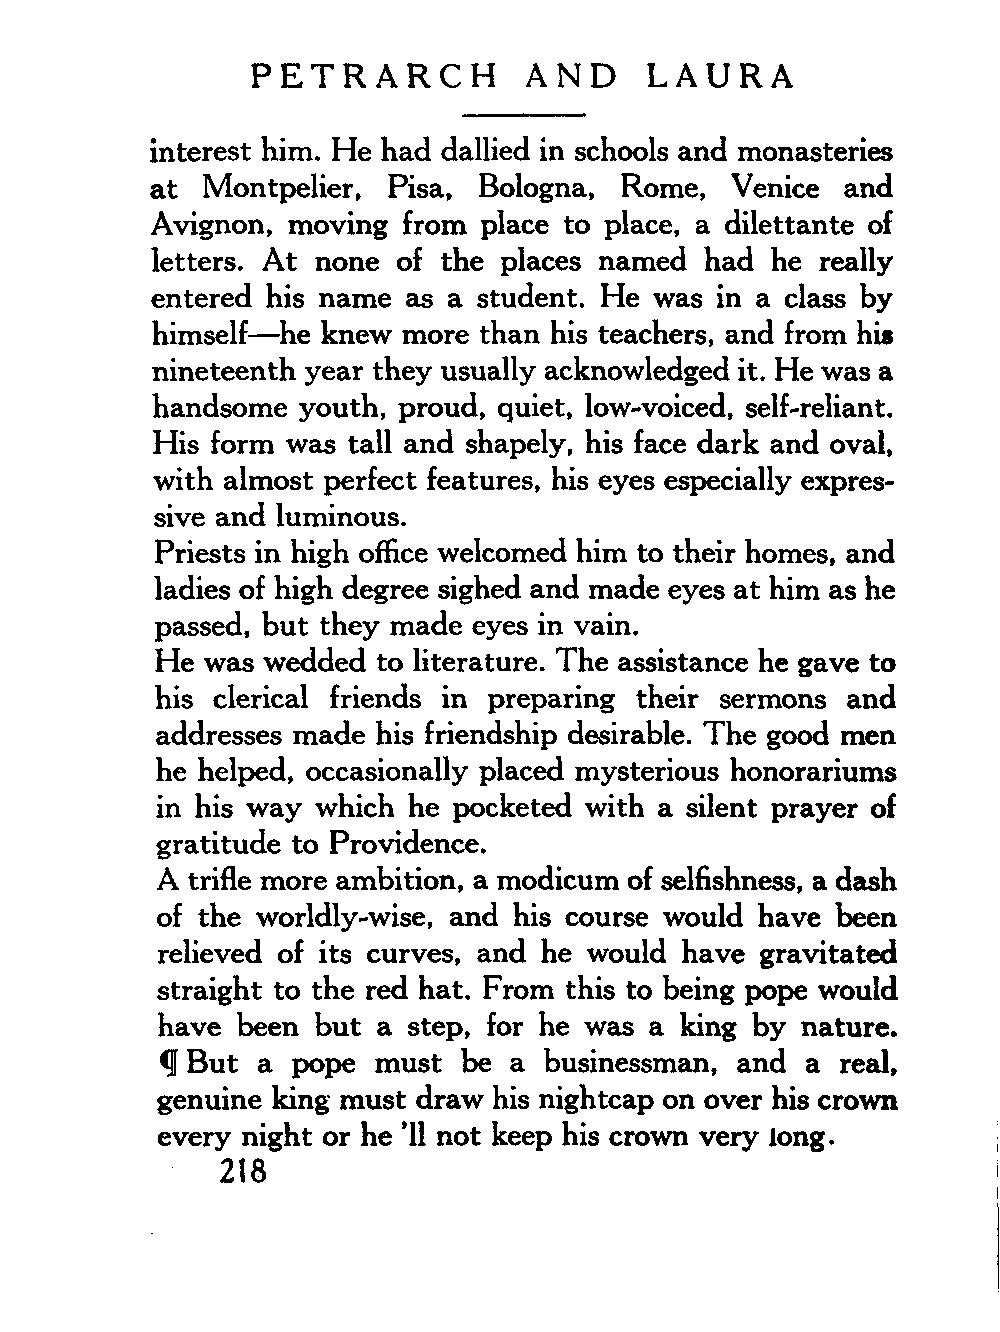 PETRARCH AND LAURA
interest him. He had dallied in schools and monasteries
at Montpelier, Pisa, Bologna, Rome, Venice and
Avignon, moving from place to place, a dilettante of
letters. At none of the places named had he really
entered his name as a student. He was in a class by
himself—he knew more than his teachers, and from his
nineteenth year they usually acknowledged it. He was a
handsome youth, proud, quiet, low-voiced, self-reliant.
His form was tall and shapely, his face dark and oval,
with almost perfect features, his eyes especially expres-
sive and luminous.
Priests in high office welcomed him to their homes, and
ladies of high degree sighed and made eyes at him as he
passed, but they made eyes in vain.
He was wedded to literature. The assistance he gave to
his clerical friends in preparing their sermons and
addresses made his friendship desirable. The good men
he helped, occasionally placed mysterious honorariums
in his way which he pocketed with a silent prayer of
gratitude to Providence.
A trifle more ambition, a modicum of selfishness, a dash
of the worldly-wise, and his course would have been
relieved of its curves, and he would have gravitated
straight to the red hat. From this to being pope would
have been but a step, for he was a king by nature.
¶ But a pope must be a businessman, and a real,
genuine king must draw his nightcap on over his crown
every night or he 'll not keep his crown very long.
218